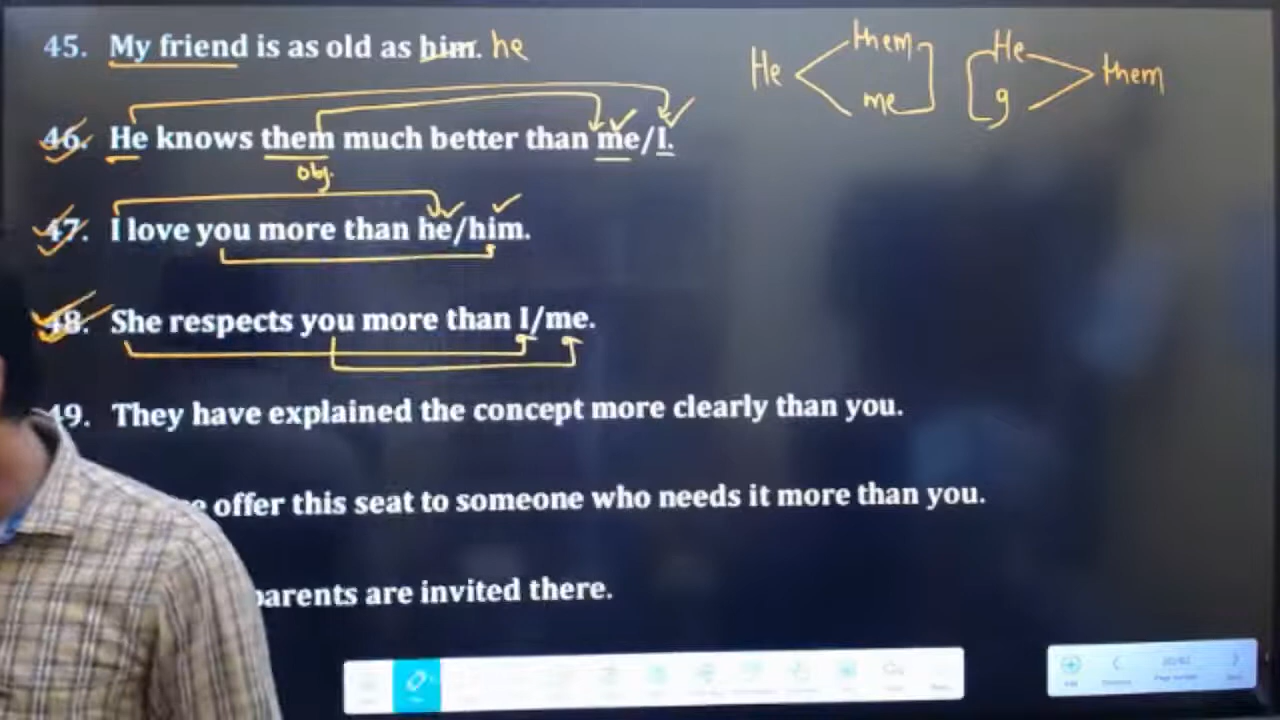 45. My friend is as old as him. he
He them me He g them
46. He knows them much better than me/I.
obj.
47. I love you more than he/him.
48. She respects you more than I/me.
49. They have explained the concept more clearly than you.
offer this seat to someone who needs it more than you.
parents are invited there.